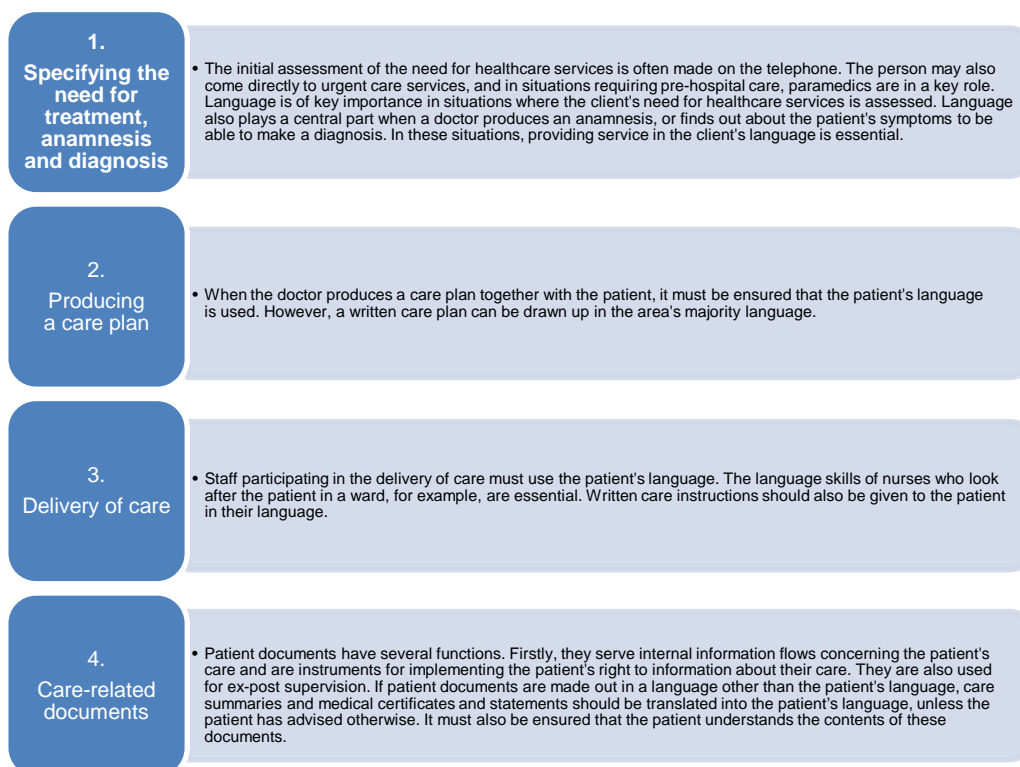 1.
Specifying the
need for
treatment,
anamnesis
and diagnosis
• The initial assessment of the need for healthcare services is often made on the telephone. The person may also
come directly to urgent care services, and in situations requiring pre-hospital care, paramedics are in a key role.
Language is of key importance in situations where the client's need for healthcare services is assessed. Language
also plays a central part when a doctor produces an anamnesis, or finds out about the patient's symptoms to be
able to make a diagnosis. In these situations, providing service in the client's language is essential.
2.
Producing
a care plan
• When the doctor produces a care plan together with the patient, it must be ensured that the patient's language
is used. However, a written care plan can be drawn up in the area's majority language.
3.
Delivery of care
• Staff participating in the delivery of care must use the patient's language. The language skills of nurses who look
after the patient in a ward, for example, are essential. Written care instructions should also be given to the patient
in their language.
4.
Care-related
documents
• Patient documents have several functions. Firstly, they serve internal information flows concerning the patient's
care and are instruments for implementing the patient's right to information about their care. They are also used
for ex-post supervision. If patient documents are made out in a language other than the patient's language, care
summaries and medical certificates and statements should be translated into the patient's language, unless the
patient has advised otherwise. It must also be ensured that the patient understands the contents of these
documents.